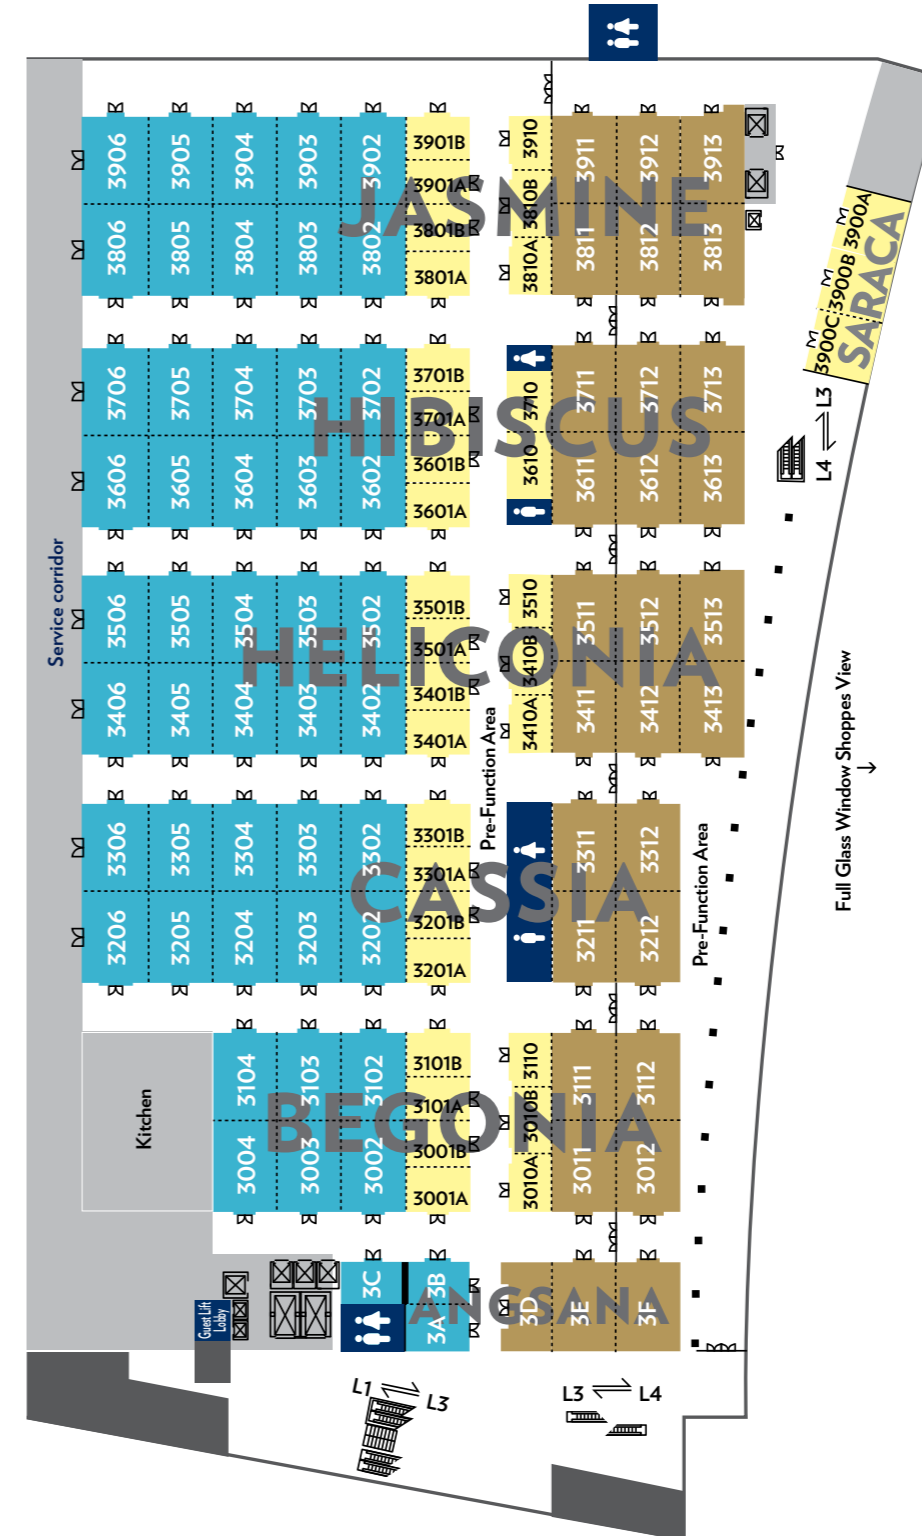 3906
3905
3904
3903
3902
3901B
3901A
3910
3911
3912
3913
JASMINE
3806
3805
3804
3803
3802
3801B
3801A
3810B
3810A
3811
3812
3813
3900A
3900B
3900C
SARACA
3706
3705
3704
3703
3702
3701B
3701A
3710
3711
3712
3713
HIBISCUS
3606
3605
3604
3603
3602
3601B
3601A
3610
3611
3612
3613
L4
L3
Service corridor
3506
3505
3504
3503
3502
3501B
3501A
3510
3511
3512
3513
HELICONIA
3406
3405
3404
3403
3402
3401B
3401A
3410B
3410A
3411
3412
3413
Pre-Function Area
Full Glass Window Shoppes View
3306
3305
3304
3303
3302
3301B
3301A
3311
3312
CASSIA
3206
3205
3204
3203
3202
3201B
3201A
3211
3212
Pre-Function Area
Kitchen
3104
3103
3102
3101B
3101A
3110
3111
3112
BEGONIA
3004
3003
3002
3001B
3001A
3010B
3010A
3011
3012
3C
3B
3A
ANGSANA
3D
3E
3F
Guest Lift
Lobby
L1
L3
L3
L4